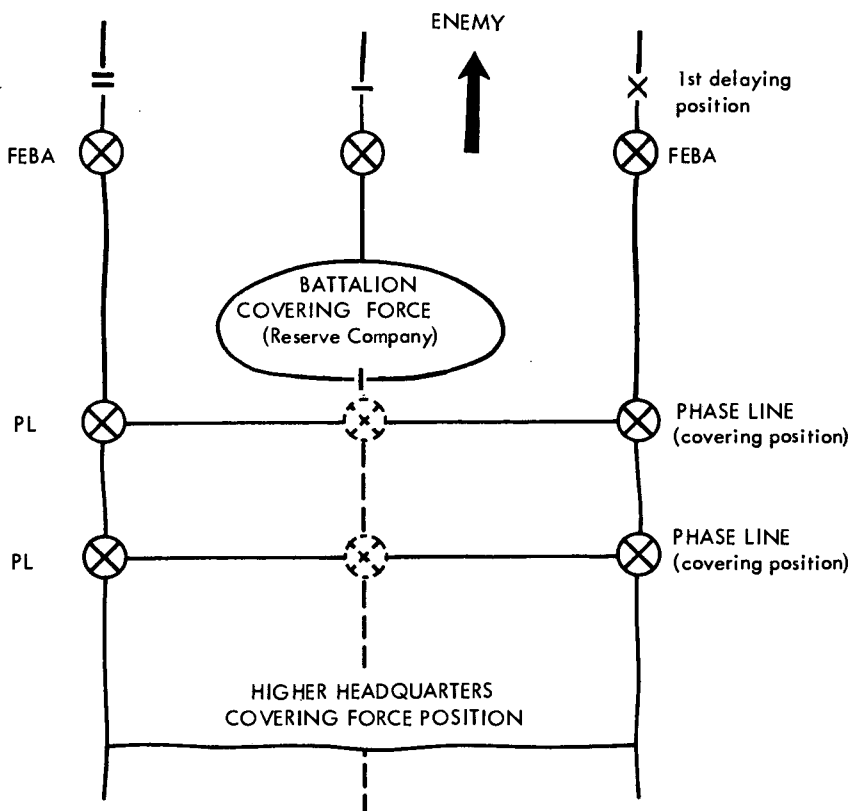 ENEMY
1st delaying
position
FEBA
FEBA
BATTALION
COVERING FORCE
(Reserve Company)
PL
PHASE LINE
(covering position)
PL
PHASE LINE
(covering position)
HIGHER HEADQUARTERS
COVERING FORCE POSITION